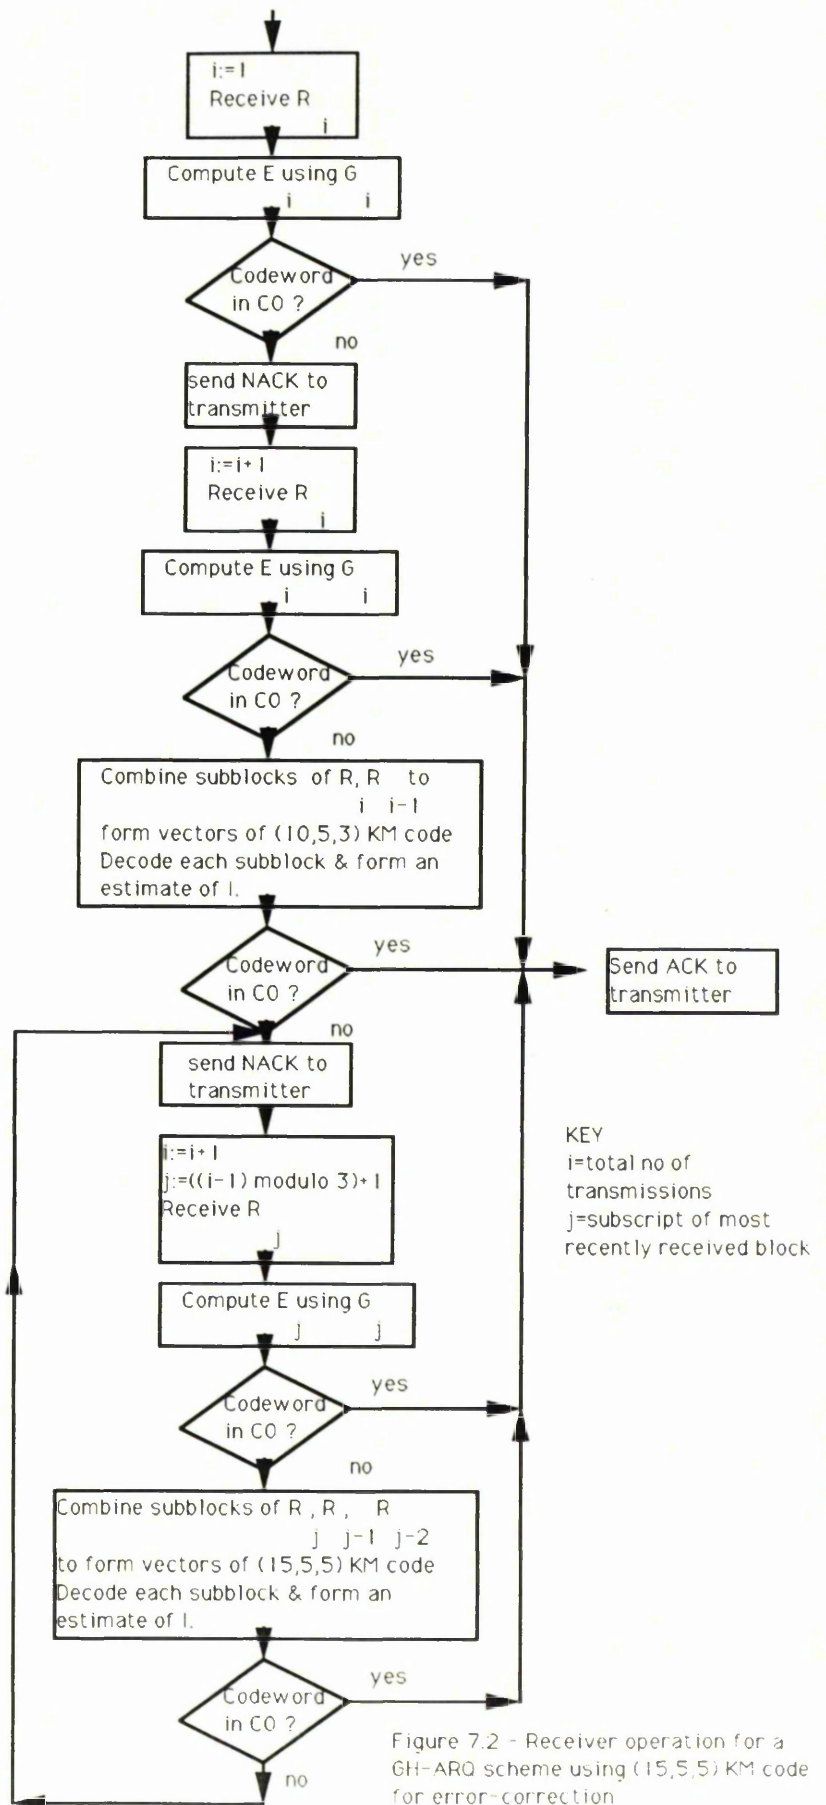 i:=1
Receive R
i
Compute E using G
i i
yes
Codeword
in C0 ?
no
send NACK to
transmitter
i:=i+1
Receive R
i
Compute E using G
i i
yes
Codeword
in C0 ?
no
Combine subblocks of R, R to
i i-1
form vectors of (10,5,3) KM code
Decode each subblock & form an
estimate of I.
yes
Codeword
in C0 ?
Send ACK to
transmitter
no
send NACK to
transmitter
i:=i+1
j:=((i-1) modulo 3)+1
Receive R
j
KEY
i=total no of
transmissions
j=subscript of most
recently received block
Compute E using G
j j
yes
Codeword
in C0 ?
no
Combine subblocks of R , R , R
j j-1 j-2
to form vectors of (15,5,5) KM code
Decode each subblock & form an
estimate of I.
yes
Codeword
in C0 ?
no
Figure 7.2 - Receiver operation for a
GH-ARQ scheme using (15,5,5) KM code
for error-correction